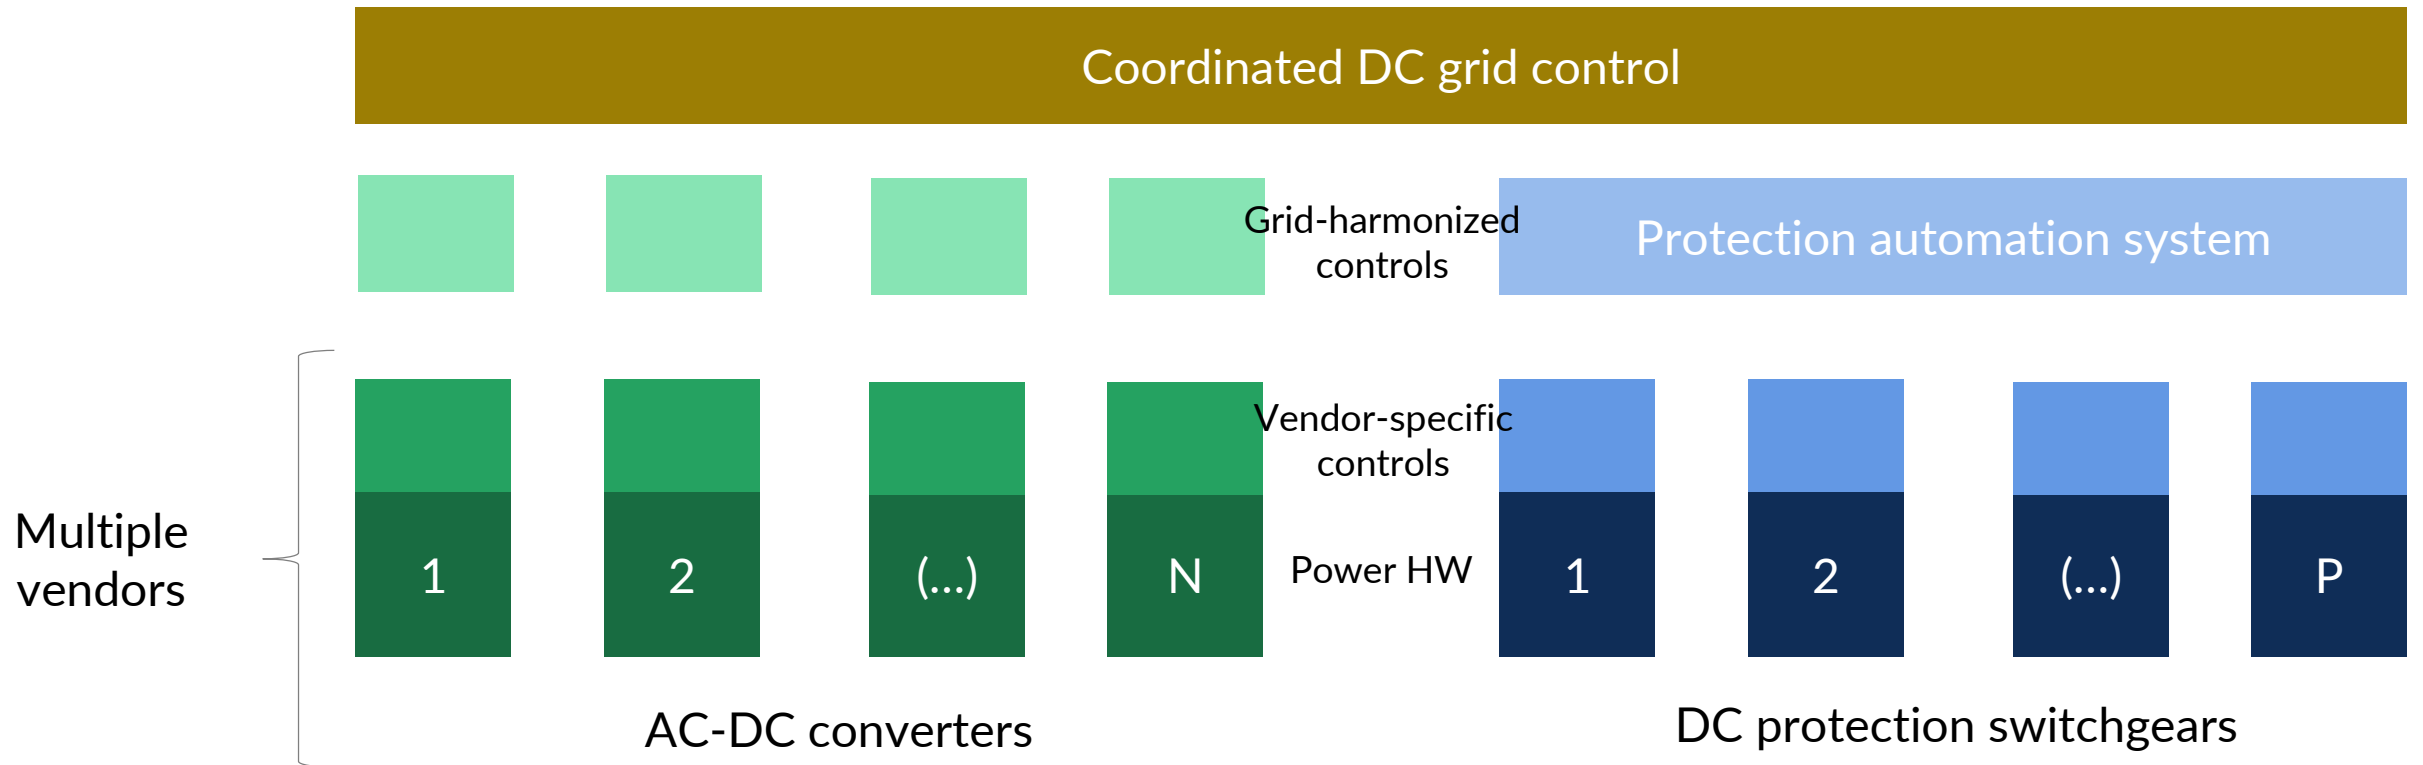 Coordinated DC grid control
Grid-harmonized
controls
Protection automation system
Vendor-specific
controls
Multiple
vendors
1
2
(...)
N
Power HW
1
2
(...)
P
AC-DC converters
DC protection switchgears